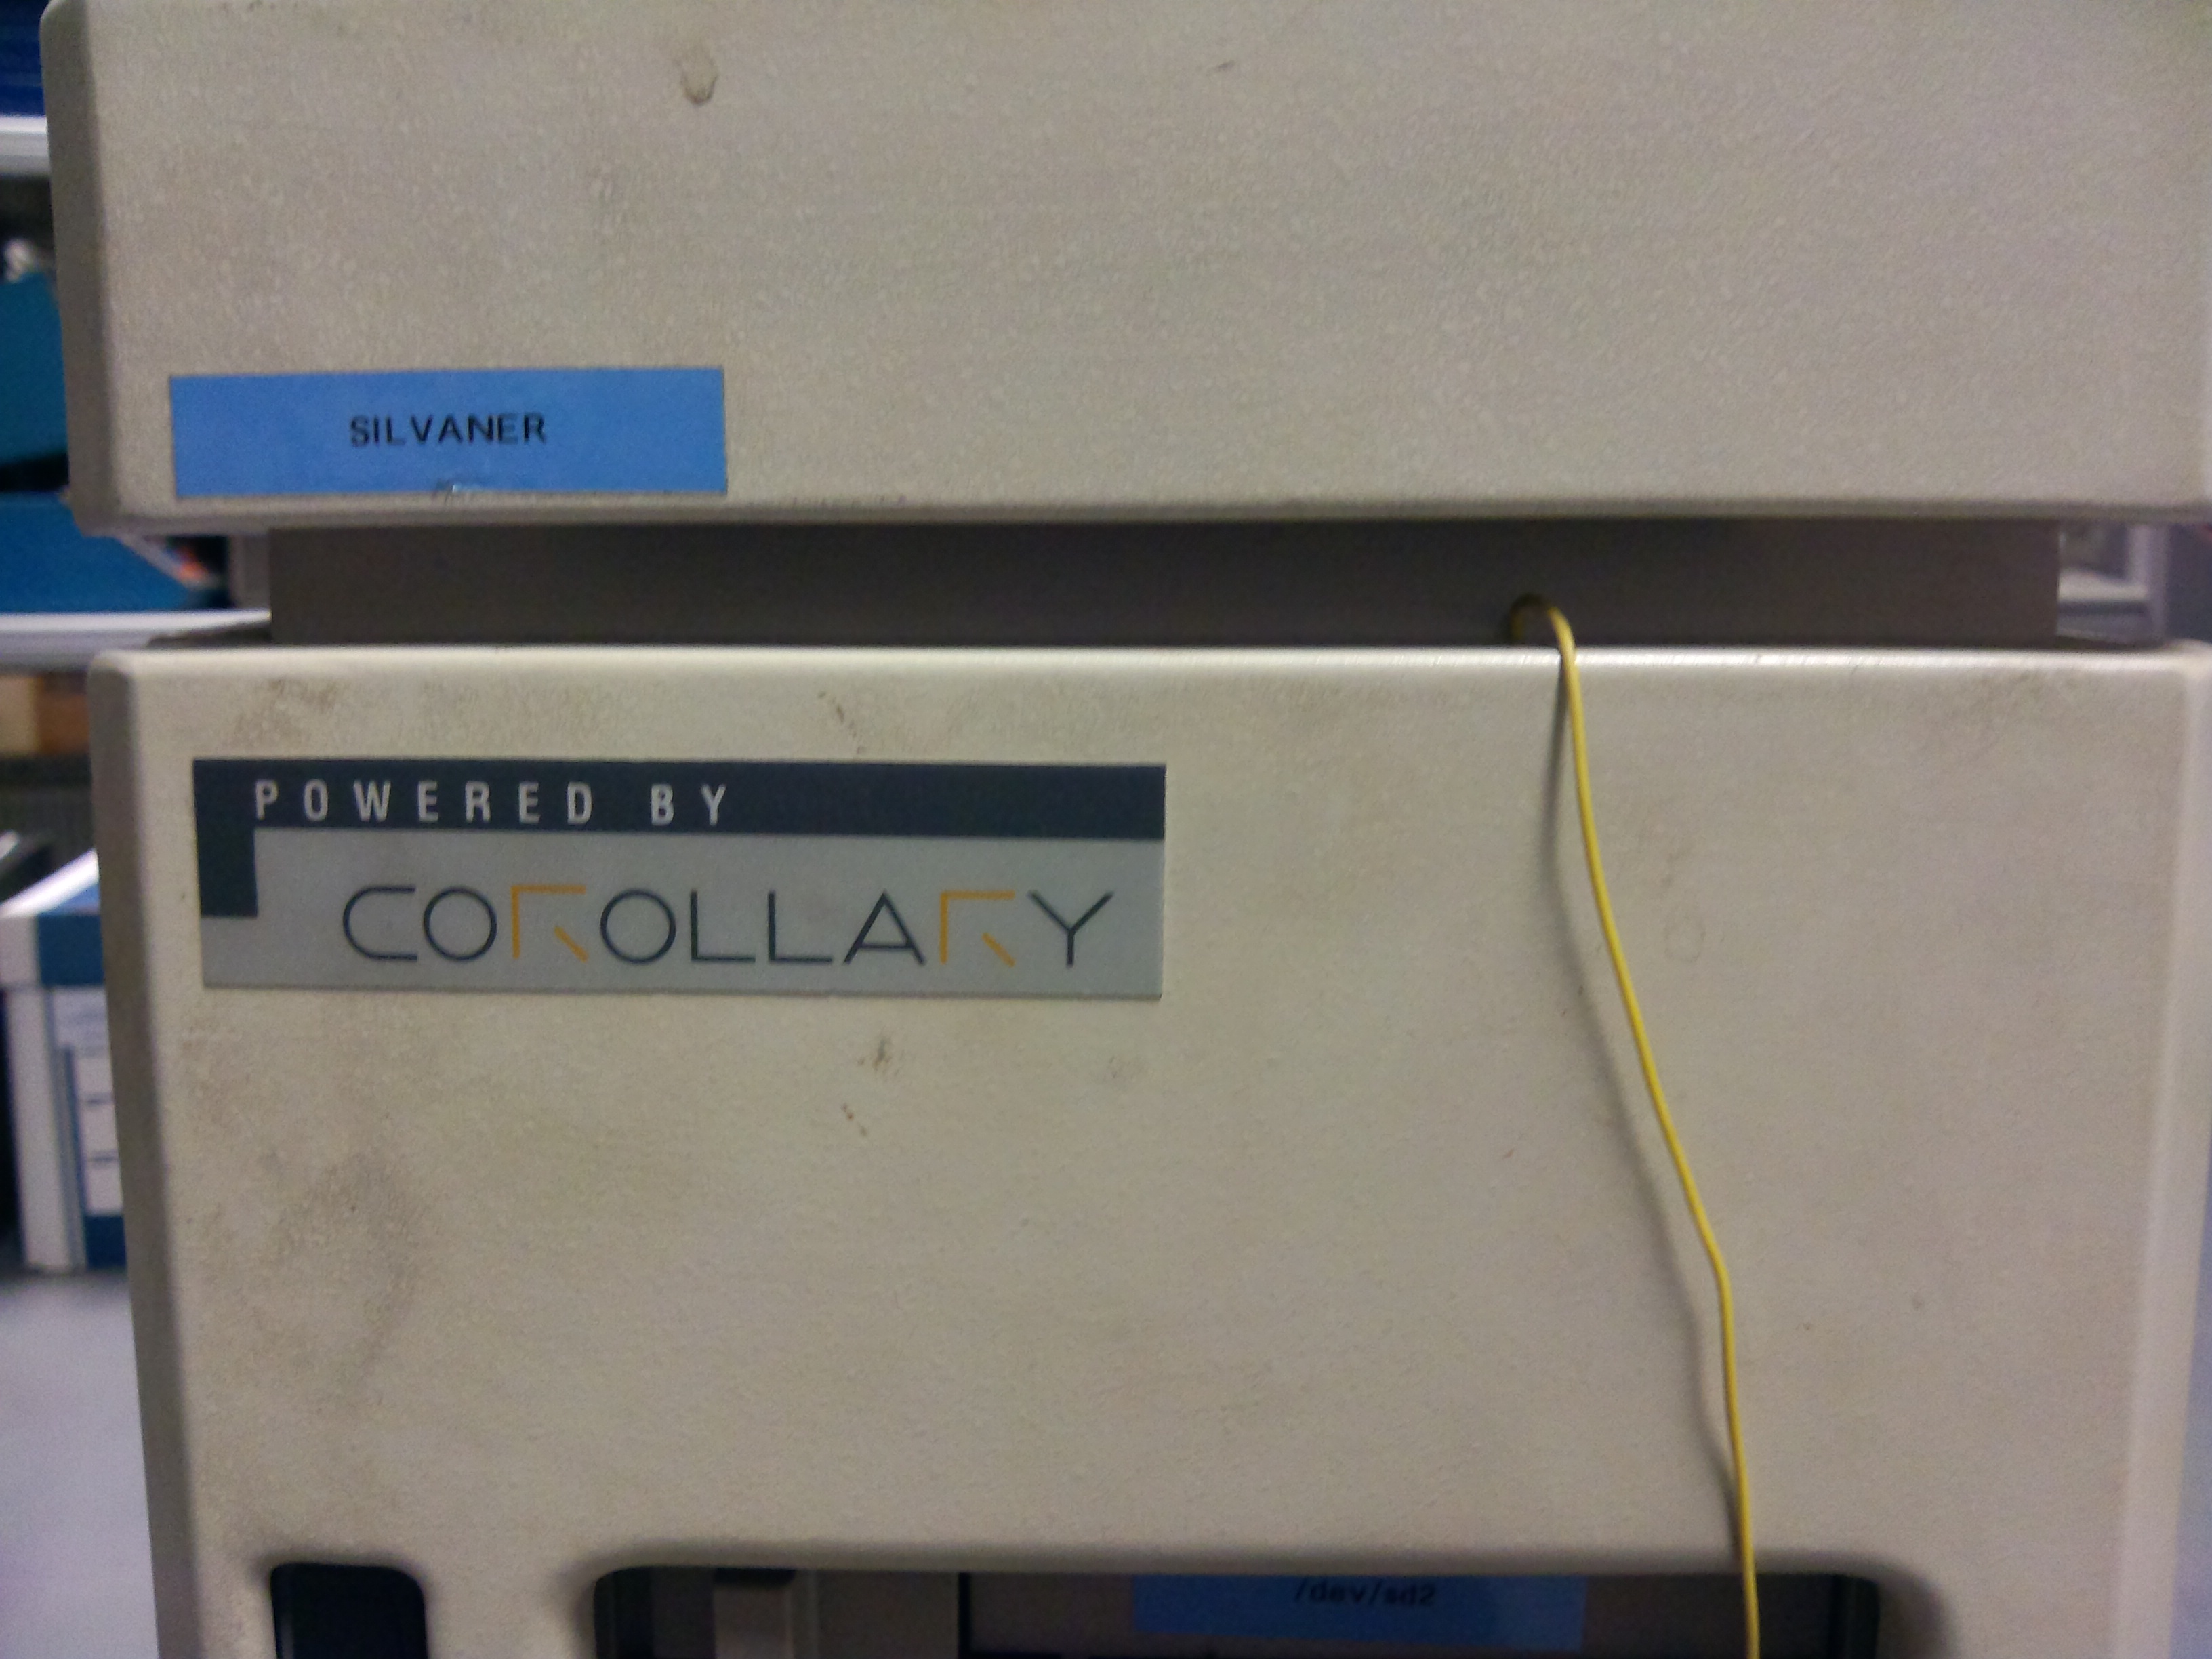 SILVANER
POWERED BY
COROLLARY
/dev/sd2